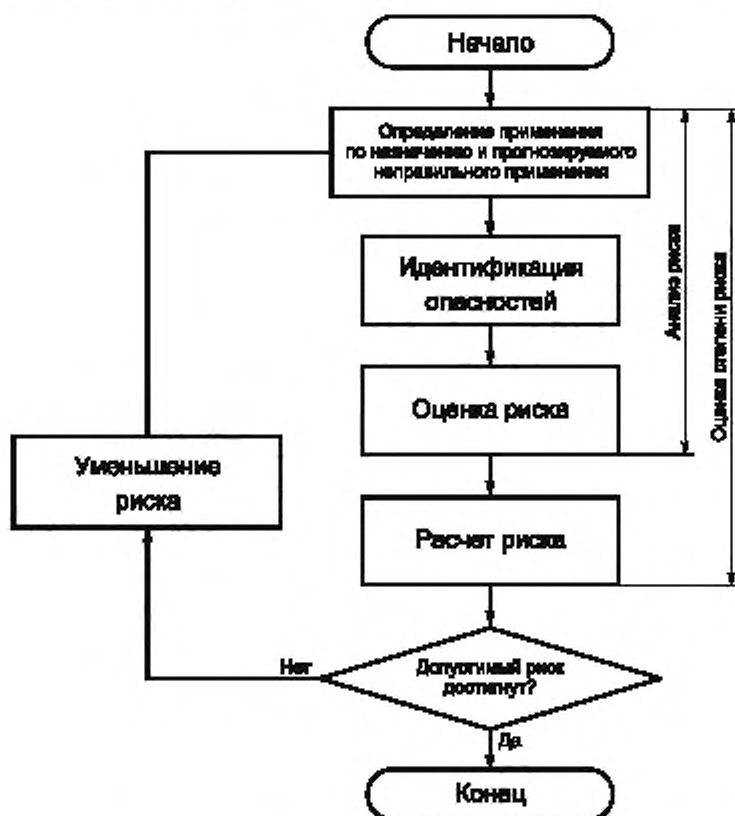 Начало
Определение применения
по назначению и прогнозируемого
неправильного применения
Идентификация
опасностей
Оценка риска
Расчет риска
Уменьшение
риска
Допустимый риск
достигнут?
Нет
Да
Конец
Анализ риска
Оценка степени риска